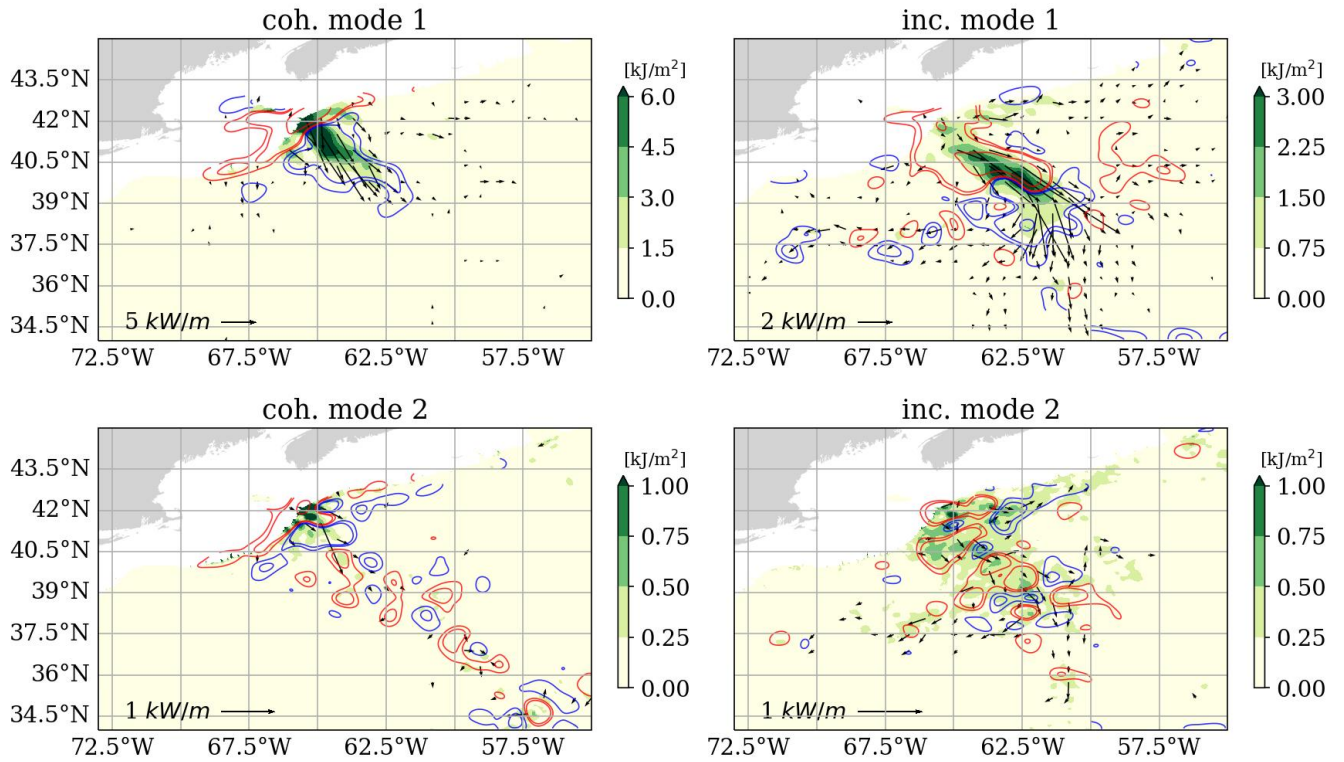 coh. mode 1
inc. mode 1
[kJ/m²]
[kJ/m²]
43.5°N
42°N
40.5°N
39°N
37.5°N
36°N
34.5°N
6.0
4.5
3.0
1.5
0.0
3.00
2.25
1.50
0.75
0.00
5 kW/m
2 kW/m
72.5°W
67.5°W
62.5°W
57.5°W
72.5°W
67.5°W
62.5°W
57.5°W
coh. mode 2
inc. mode 2
[kJ/m²]
[kJ/m²]
43.5°N
42°N
40.5°N
39°N
37.5°N
36°N
34.5°N
1.00
0.75
0.50
0.25
0.00
1.00
0.75
0.50
0.25
0.00
1 kW/m
1 kW/m
72.5°W
67.5°W
62.5°W
57.5°W
72.5°W
67.5°W
62.5°W
57.5°W